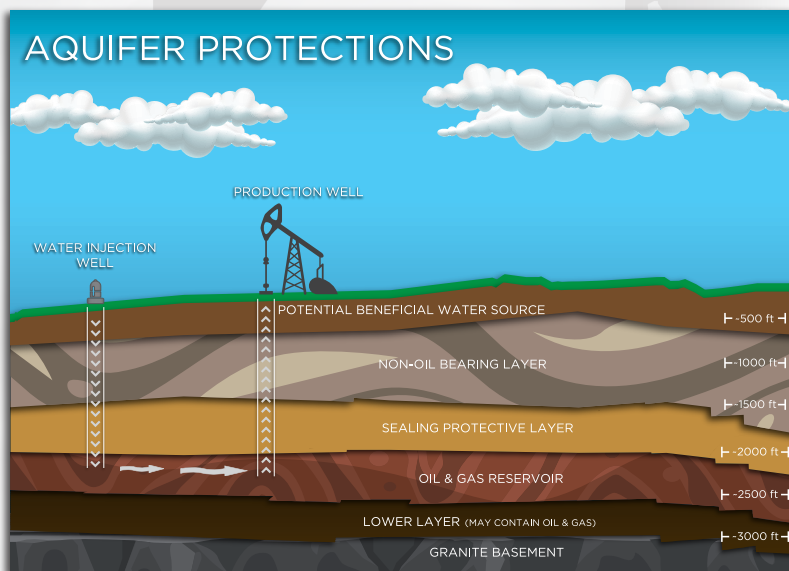 AQUIFER PROTECTIONS
PRODUCTION WELL
WATER INJECTION
WELL
POTENTIAL BENEFICIAL WATER SOURCE
-500 ft
NON-OIL BEARING LAYER
-1000 ft
-1500 ft
SEALING PROTECTIVE LAYER
-2000 ft
OIL & GAS RESERVOIR
-2500 ft
LOWER LAYER (MAY CONTAIN OIL & GAS)
-3000 ft
GRANITE BASEMENT